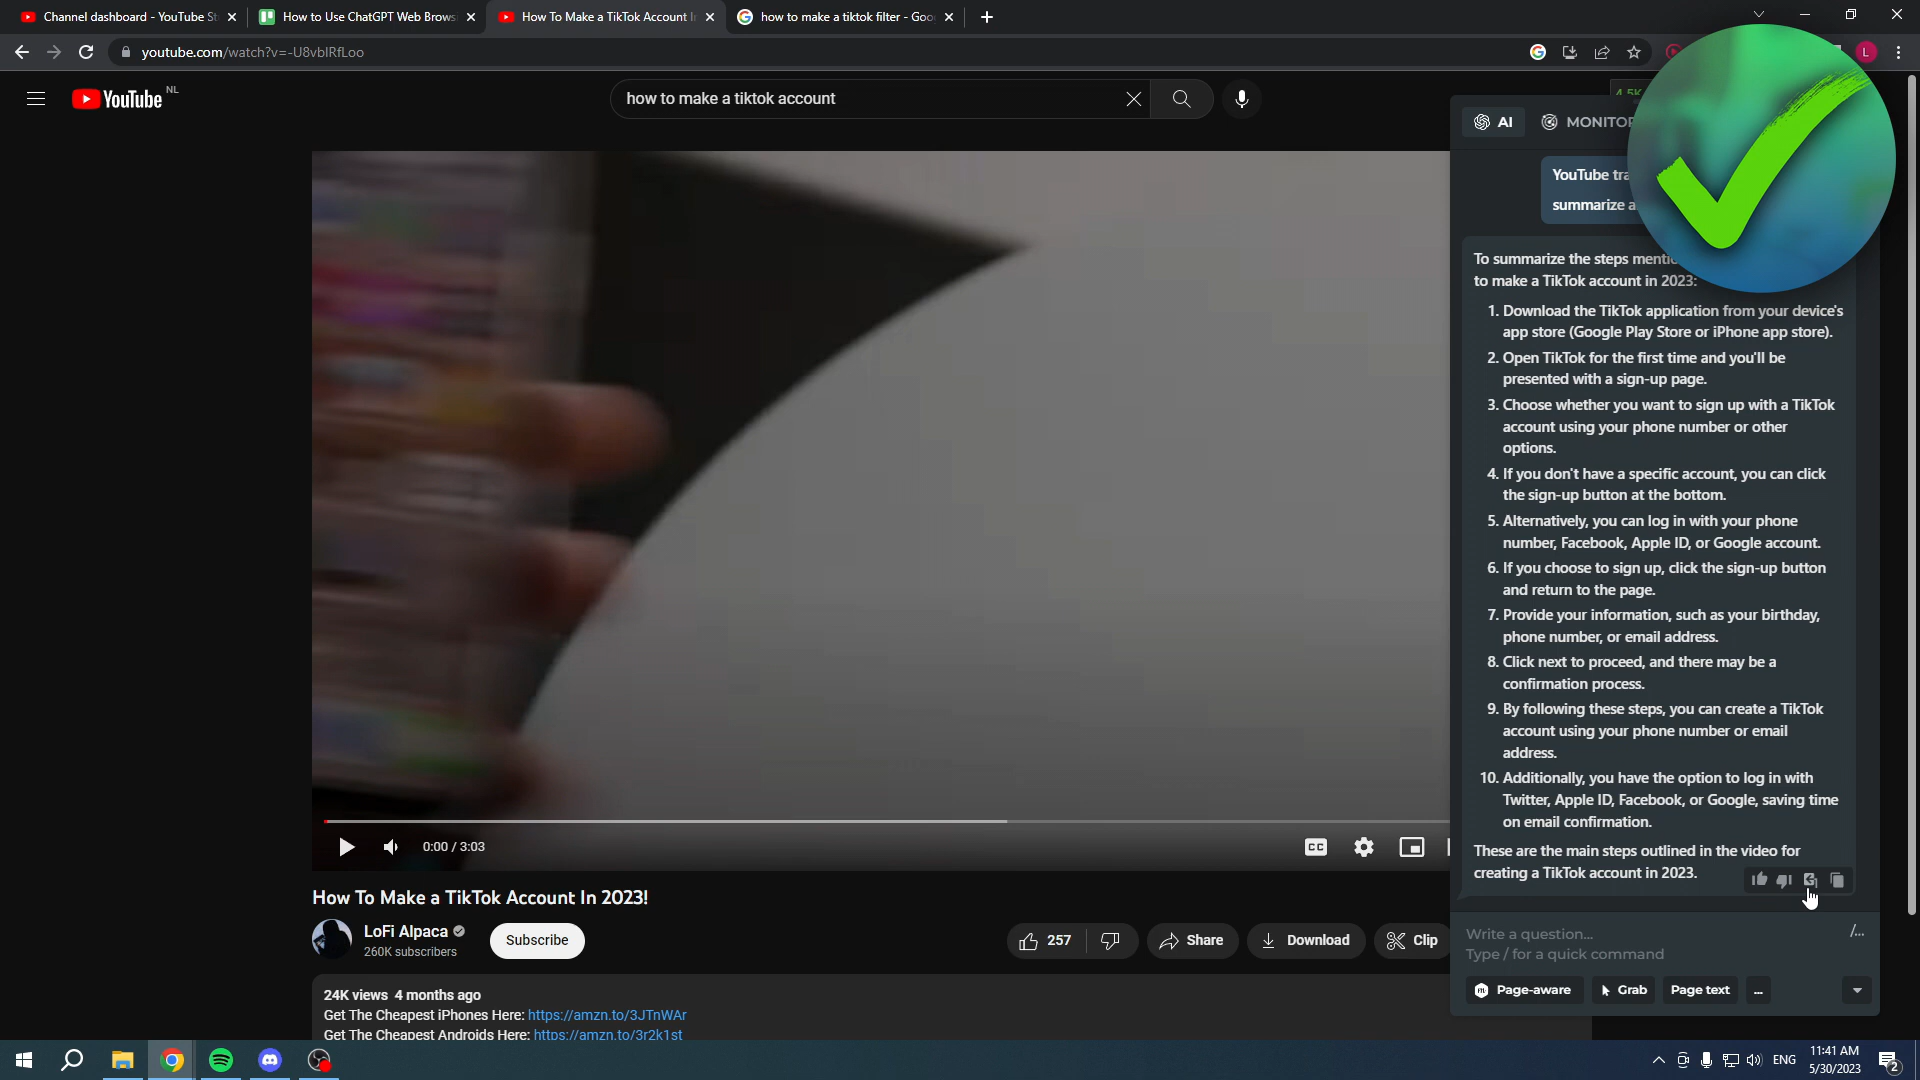 Channel dashboard - YouTube St
How to Use ChatGPT Web Brows
How To Make a TikTok Account I
how to make a tiktok filter - Goo
youtube.com/watch?v=-U8vblRfLoo
L
YouTube NL
how to make a tiktok account
4.5K
AI
MONITOR
YouTube tra
summarize a
To summarize the steps mentio
to make a TikTok account in 2023:
1. Download the TikTok application from your device's
app store (Google Play Store or iPhone app store).
2. Open TikTok for the first time and you'll be
presented with a sign-up page.
3. Choose whether you want to sign up with a TikTok
account using your phone number or other
options.
4. If you don't have a specific account, you can click
the sign-up button at the bottom.
5. Alternatively, you can log in with your phone
number, Facebook, Apple ID, or Google account.
6. If you choose to sign up, click the sign-up button
and return to the page.
7. Provide your information, such as your birthday,
phone number, or email address.
8. Click next to proceed, and there may be a
confirmation process.
9. By following these steps, you can create a TikTok
account using your phone number or email
address.
10. Additionally, you have the option to log in with
Twitter, Apple ID, Facebook, or Google, saving time
on email confirmation.
These are the main steps outlined in the video for
creating a TikTok account in 2023.
Write a question...
/...
Type / for a quick command
Page-aware
Grab
Page text
...
0:00 / 3:03
CC
How To Make a TikTok Account In 2023!
LoFi Alpaca
260K subscribers
Subscribe
257
Share
Download
Clip
24K views 4 months ago
Get The Cheapest iPhones Here: https://amzn.to/3JTnWAr
Get The Cheapest Androids Here: https://amzn.to/3r2k1st
ENG
11:41 AM
5/30/2023
2